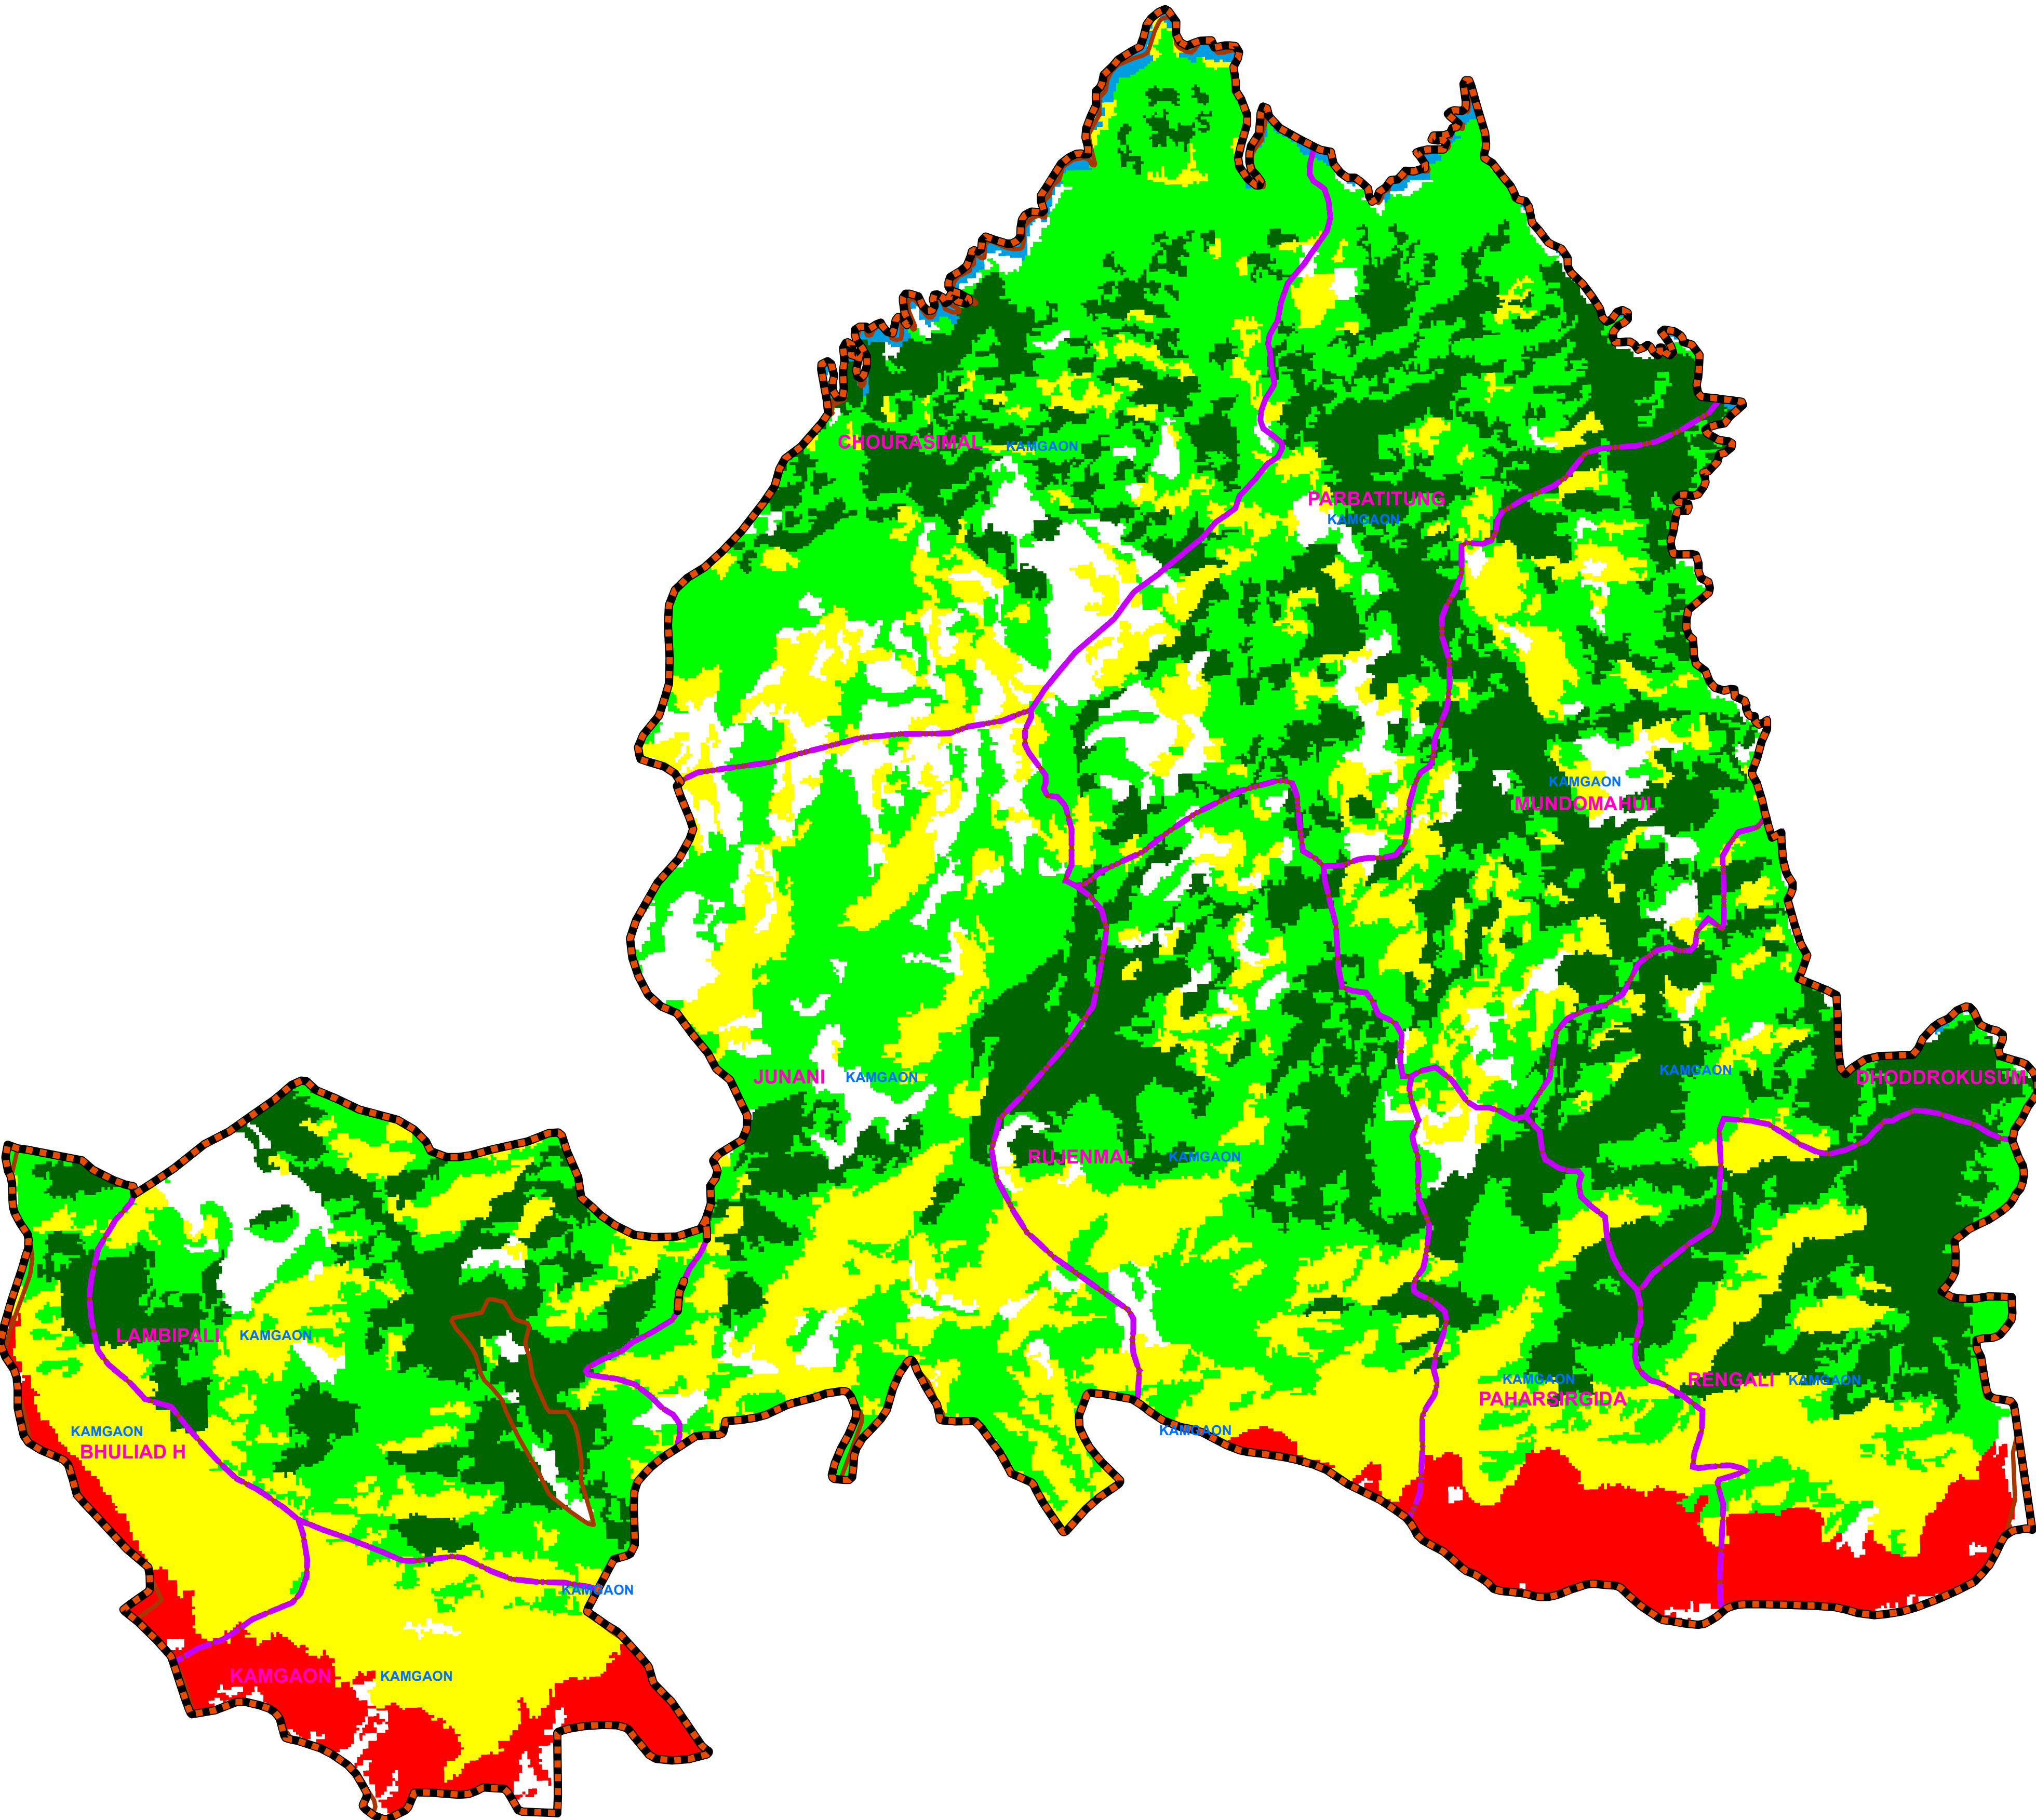 CHOURASIMAL KAMGAON
PARBATITUNG
KAMGAON
KAMGAON
MUNDOMAHUL
KAMGAON DHODDROKUSUM
JUNANI KAMGAON
RUJENMAL KAMGAON
LAMBIPALI KAMGAON
KAMGAON
PAHARSIRGIDA
RENGALI KAMGAON
KAMGAON
BHULIAD H
KAMGAON
KAMGAON
KAMGAON KAMGAON